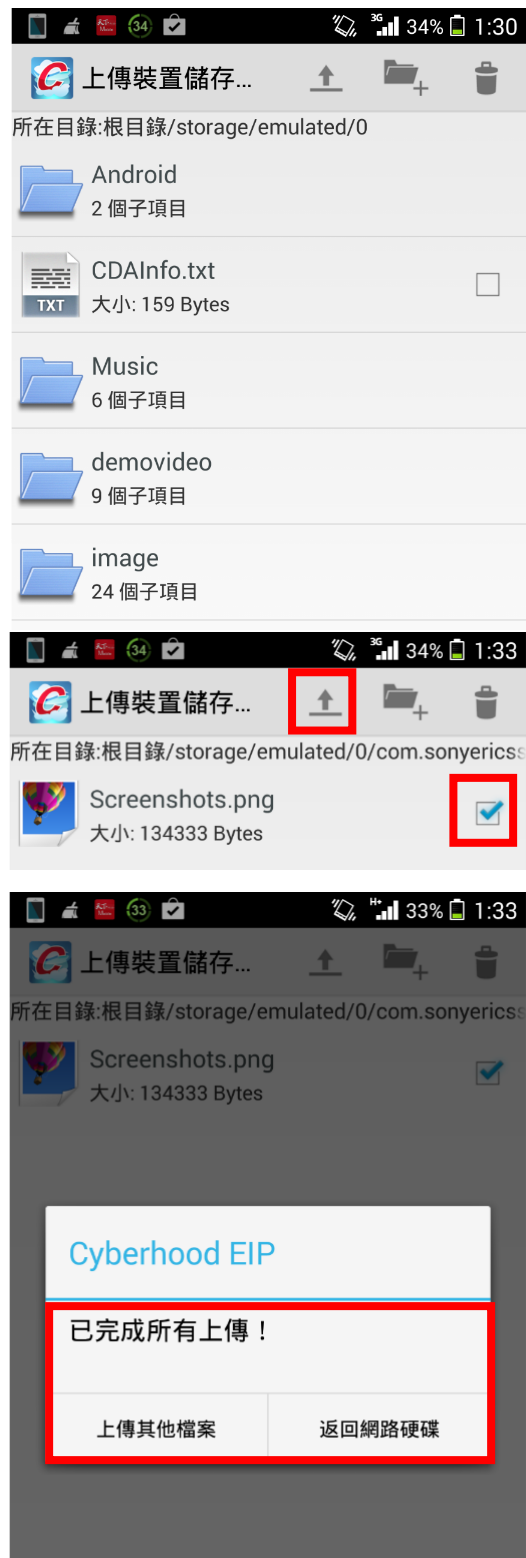 34
3G
34%
1:30
上傳裝置儲存...
所在目錄:根目錄/storage/emulated/0
Android
2 個子項目
CDAInfo.txt
TXT
大小: 159 Bytes
Music
6 個子項目
demovideo
9 個子項目
image
24 個子項目
34
3G
34%
1:33
上傳裝置儲存...
所在目錄:根目錄/storage/emulated/0/com.sonyericss
Screenshots.png
大小: 134333 Bytes
33
H+
33%
1:33
上傳裝置儲存...
所在目錄:根目錄/storage/emulated/0/com.sonyericss
Screenshots.png
大小: 134333 Bytes
Cyberhood EIP
已完成所有上傳！
上傳其他檔案
返回網路硬碟